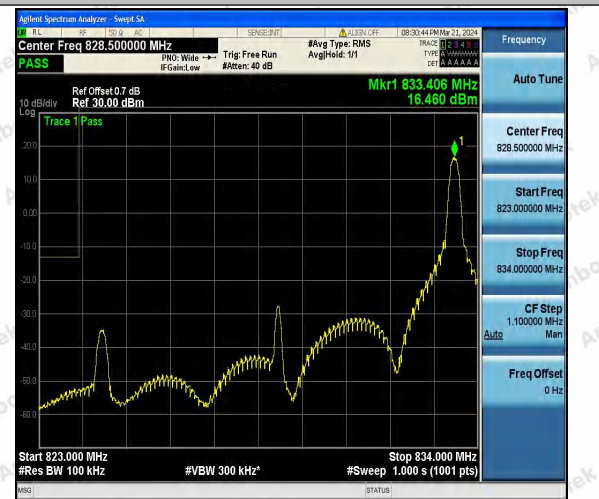 Agilent Spectrum Analyzer - Swept SA
RL RF 50 Ω AC SENSE:INT ALIGN OFF 08:30:44 PM Mar 21, 2024
Center Freq 828.500000 MHz #Avg Type: RMS TRACE 1 2 3 4 5 6 Frequency
PNO: Wide Trig: Free Run Avg|Hold: 1/1 TYPE
PASS IFGain:Low #Atten: 40 dB DET A A A A A A
Auto Tune
Mkr1 833.406 MHz
Ref Offset 0.7 dB
10 dB/div Ref 30.00 dBm 16.460 dBm
Log
Trace 1 Pass
1
20.0
10.0
0.00
-10.0
-20.0
-30.0
-40.0
-50.0
-60.0
Center Freq
828.500000 MHz
Start Freq
823.000000 MHz
Stop Freq
834.000000 MHz
CF Step
1.100000 MHz
Auto Man
Freq Offset
0 Hz
Start 823.000 MHz Stop 834.000 MHz
#Res BW 100 kHz #VBW 300 kHz* #Sweep 1.000 s (1001 pts)
MSG STATUS